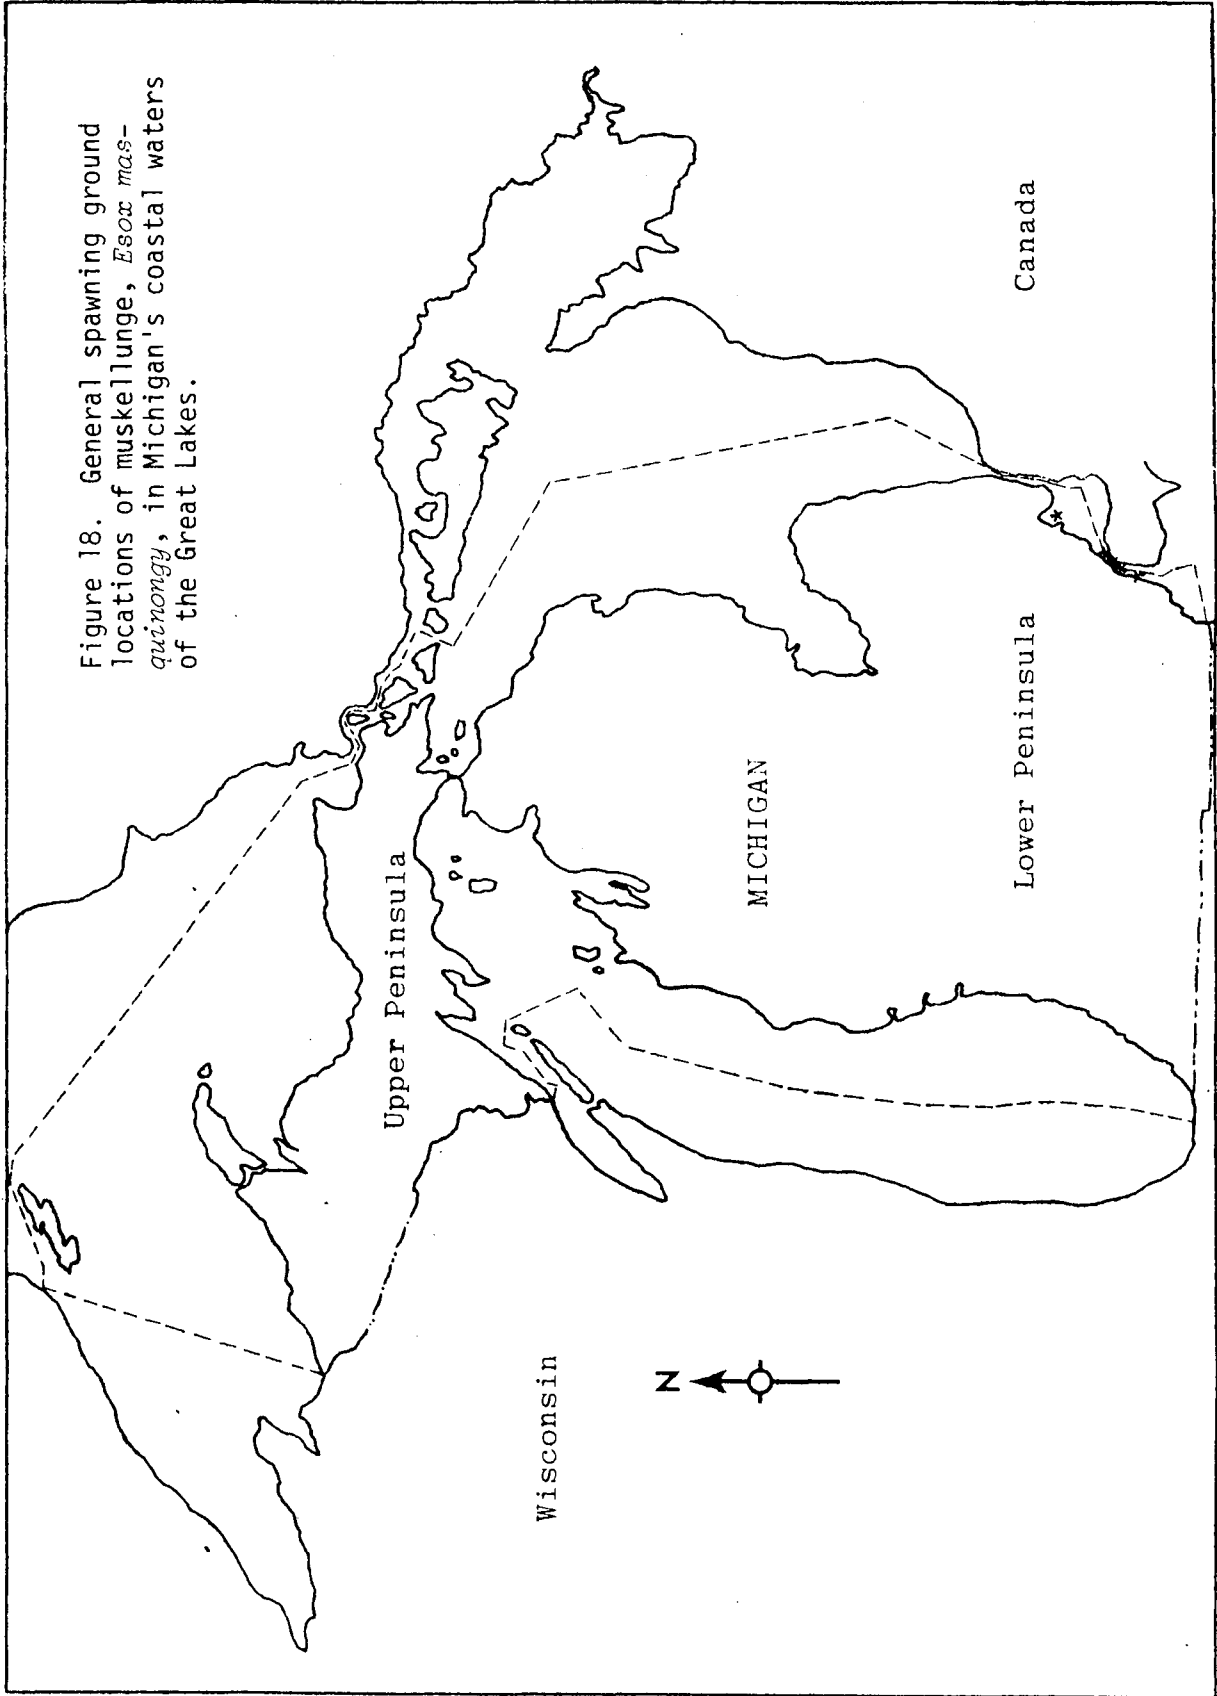 Figure 18. General spawning ground
locations of muskellunge, Esox mas-
quinongy, in Michigan's coastal waters
of the Great Lakes.
Upper Peninsula
Wisconsin
N
MICHIGAN
Lower Peninsula
Canada